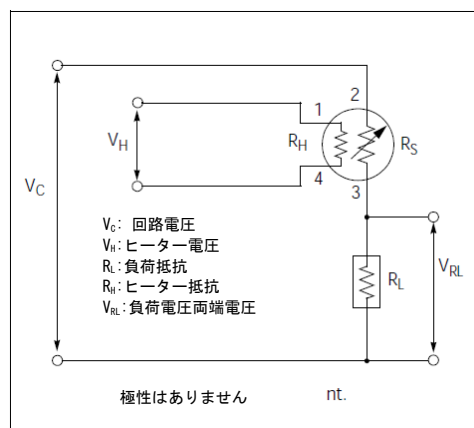 2
1
V_H
R_H
R_S
4
V_C
3
V_C: 回路電圧
V_H:ヒーター電圧
R_L:負荷抵抗
R_H:ヒーター抵抗
V_RL:負荷電圧両端電圧
R_L
V_RL
極性はありません nt.